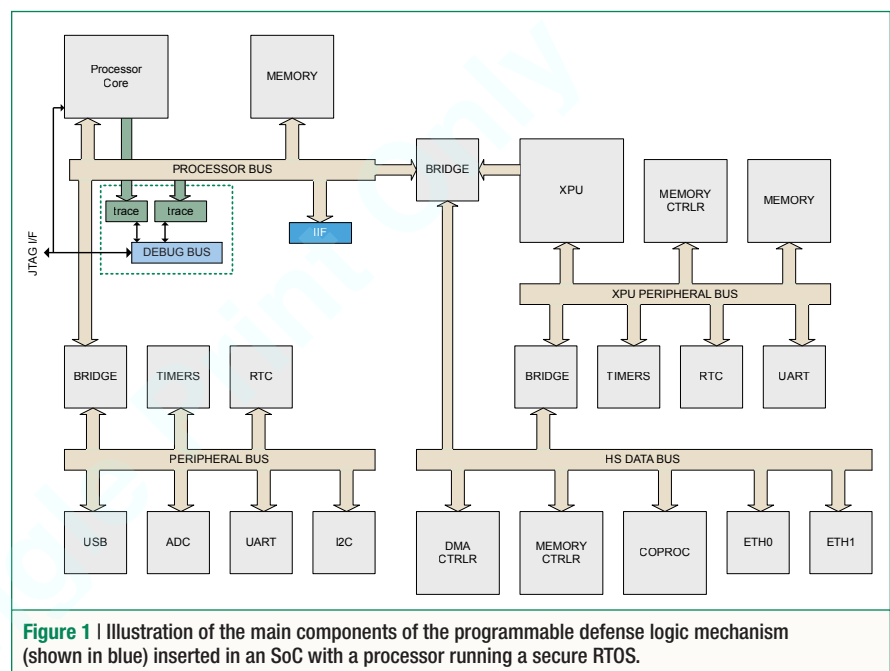 Processor
Core
MEMORY
PROCESSOR BUS
BRIDGE
XPU
MEMORY
CTRLR
MEMORY
trace
trace
IIF
DEBUG BUS
JTAG I/F
XPU PERIPHERAL BUS
BRIDGE
TIMERS
RTC
BRIDGE
TIMERS
RTC
UART
PERIPHERAL BUS
HS DATA BUS
USB
ADC
UART
I2C
DMA
CTRLR
MEMORY
CTRLR
COPROC
ETH0
ETH1
gle Print Only
Figure 1 | Illustration of the main components of the programmable defense logic mechanism
(shown in blue) inserted in an SoC with a processor running a secure RTOS.